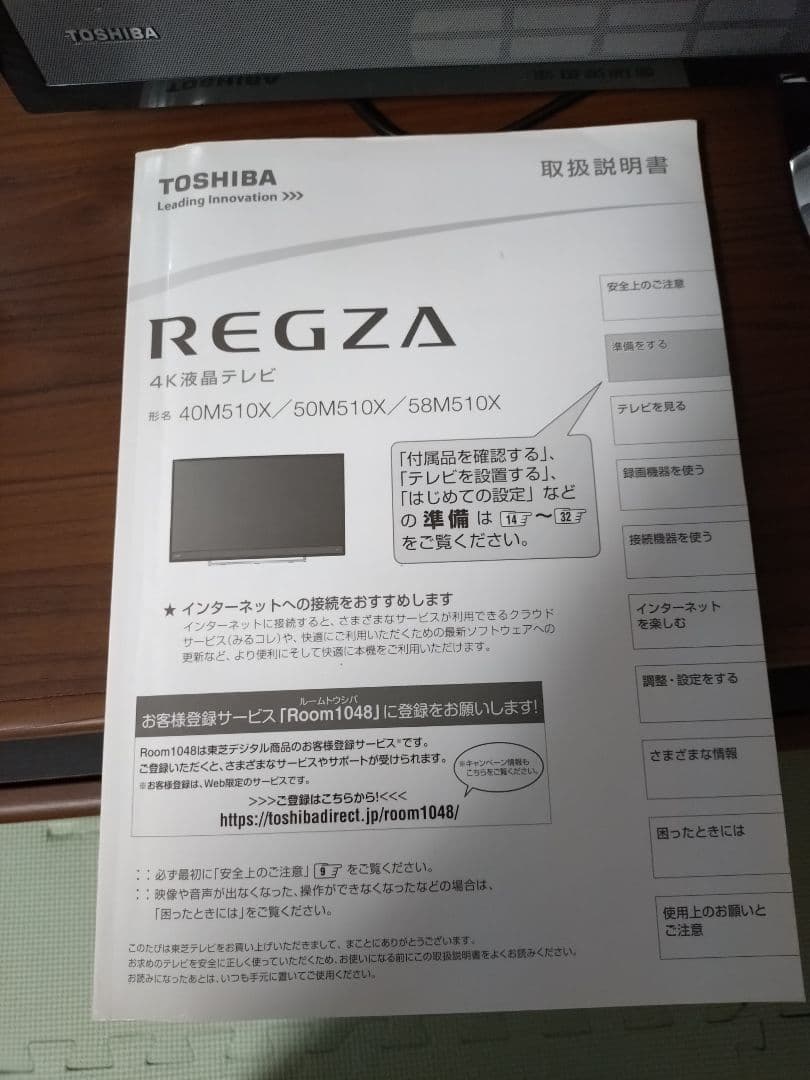 TOSHIBA
TOSHIBA
Leading Innovation >>>
取扱説明書
REGZA
4K液晶テレビ
形名 40M510X／50M510X／58M510X
「付属品を確認する」、
「テレビを設置する」、
「はじめての設定」など
の 準備 は 14 ～ 32
をご覧ください。
安全上のご注意
準備をする
テレビを見る
録画機器を使う
接続機器を使う
インターネット
を楽しむ
調整・設定をする
さまざまな情報
困ったときには
使用上のお願いと
ご注意
★ インターネットへの接続をおすすめします
インターネットに接続すると、さまざまなサービスが利用できるクラウド
サービス（みるコレ）や、快適にご利用いただくための最新ソフトウェアへの
更新など、より便利にそして快適に本機をご利用いただけます。
ルームトウシバ
お客様登録サービス「Room1048」に登録をお願いします!
Room1048は東芝デジタル商品のお客様登録サービス※です。
ご登録いただくと、さまざまなサービスやサポートが受けられます。
※お客様登録は、Web限定のサービスです。
※キャンペーン情報も
こちらをご覧ください。
>>>ご登録はこちらから!<<<
https://toshibadirect.jp/room1048/
：：必ず最初に「安全上のご注意」 9 をご覧ください。
：：映像や音声が出なくなった、操作ができなくなったなどの場合は、
「困ったときには」をご覧ください。
このたびは東芝テレビをお買い上げいただきまして、まことにありがとうございます。
お求めのテレビを安全に正しく使っていただくため、お使いになる前にこの取扱説明書をよくお読みください。
お読みになったあとは、いつも手元に置いてご使用ください。